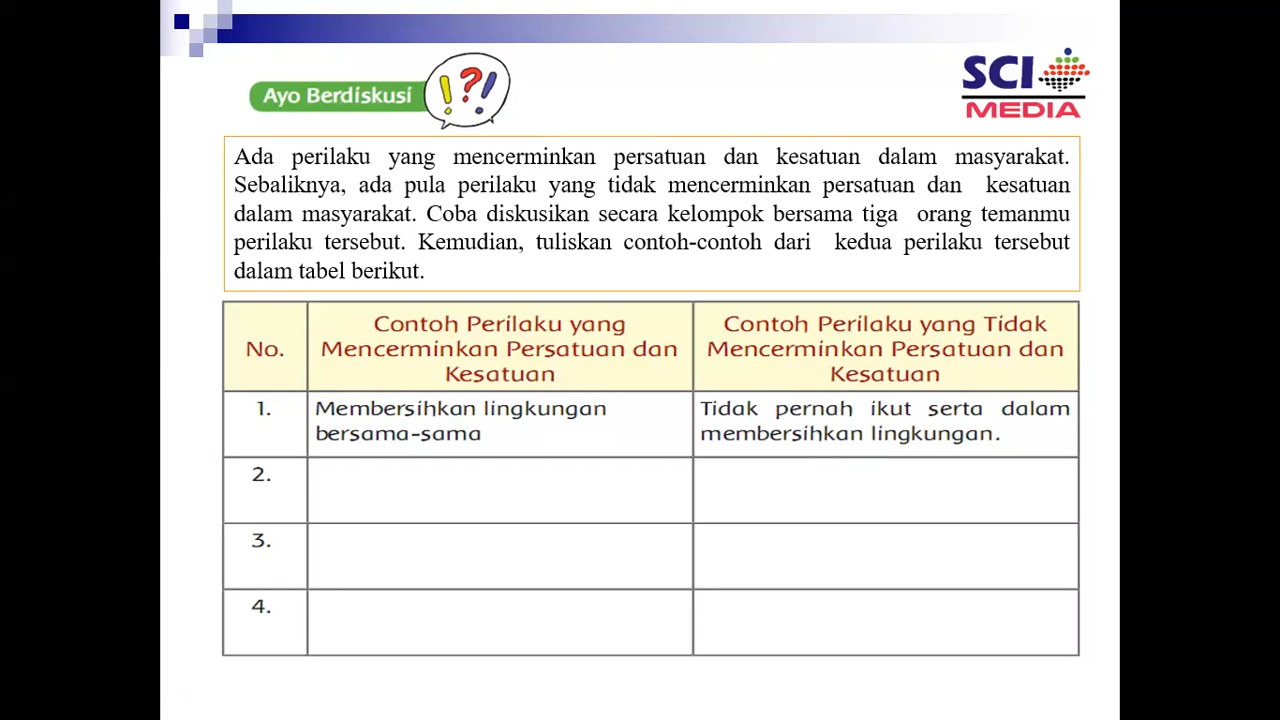 Ayo Berdiskusi
!?!
SCI
MEDIA
Ada perilaku yang mencerminkan persatuan dan kesatuan dalam masyarakat.
Sebaliknya, ada pula perilaku yang tidak mencerminkan persatuan dan kesatuan
dalam masyarakat. Coba diskusikan secara kelompok bersama tiga orang temanmu
perilaku tersebut. Kemudian, tuliskan contoh-contoh dari kedua perilaku tersebut
dalam tabel berikut.
No.
Contoh Perilaku yang
Mencerminkan Persatuan dan
Kesatuan
Contoh Perilaku yang Tidak
Mencerminkan Persatuan dan
Kesatuan
1.
Membersihkan lingkungan
bersama-sama
Tidak pernah ikut serta dalam
membersihkan lingkungan.
2.
3.
4.